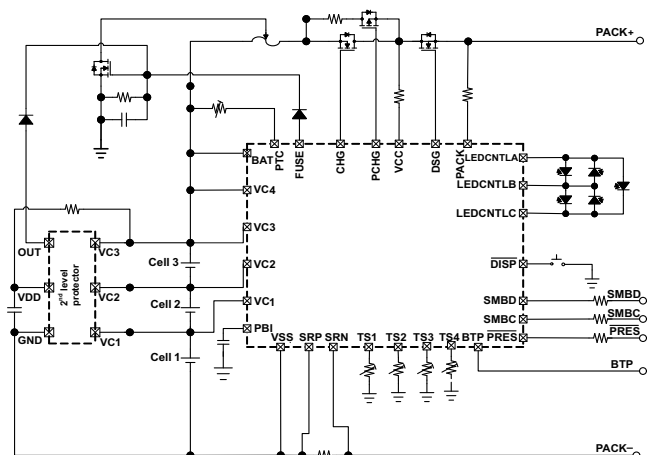 PACK+
BAT
PTC
FUSE
CHG
PCHG
VCC
DSG
PACK
LEDCNTLA
VC4
LEDCNTLB
LEDCNTLC
VC3
OUT
VC3
Cell 3
VC2
DISP
2nd level
protector
VDD
VC2
Cell 2
VC1
SMBD
SMBD
SMBC
SMBC
PBI
GND
VC1
Cell 1
VSS
SRP
SRN
TS1
TS2
TS3
TS4
BTP
PRES
PRES
BTP
PACK–